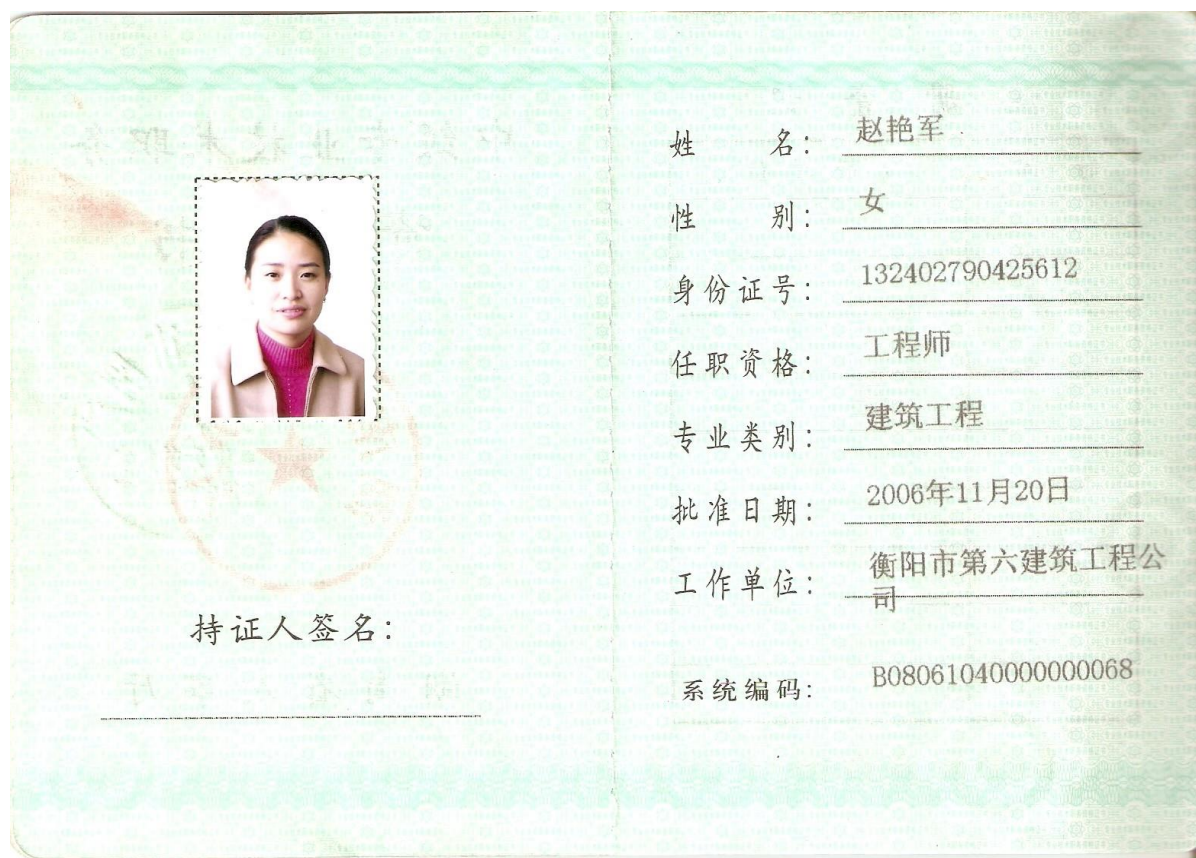 持证人签名:
姓 名: 赵艳军
性 别: 女
身份证号: 132402790425612
任职资格: 工程师
专业类别: 建筑工程
批准日期: 2006年11月20日
工作单位: 衡阳市第六建筑工程公
司
系统编码: B08061040000000068